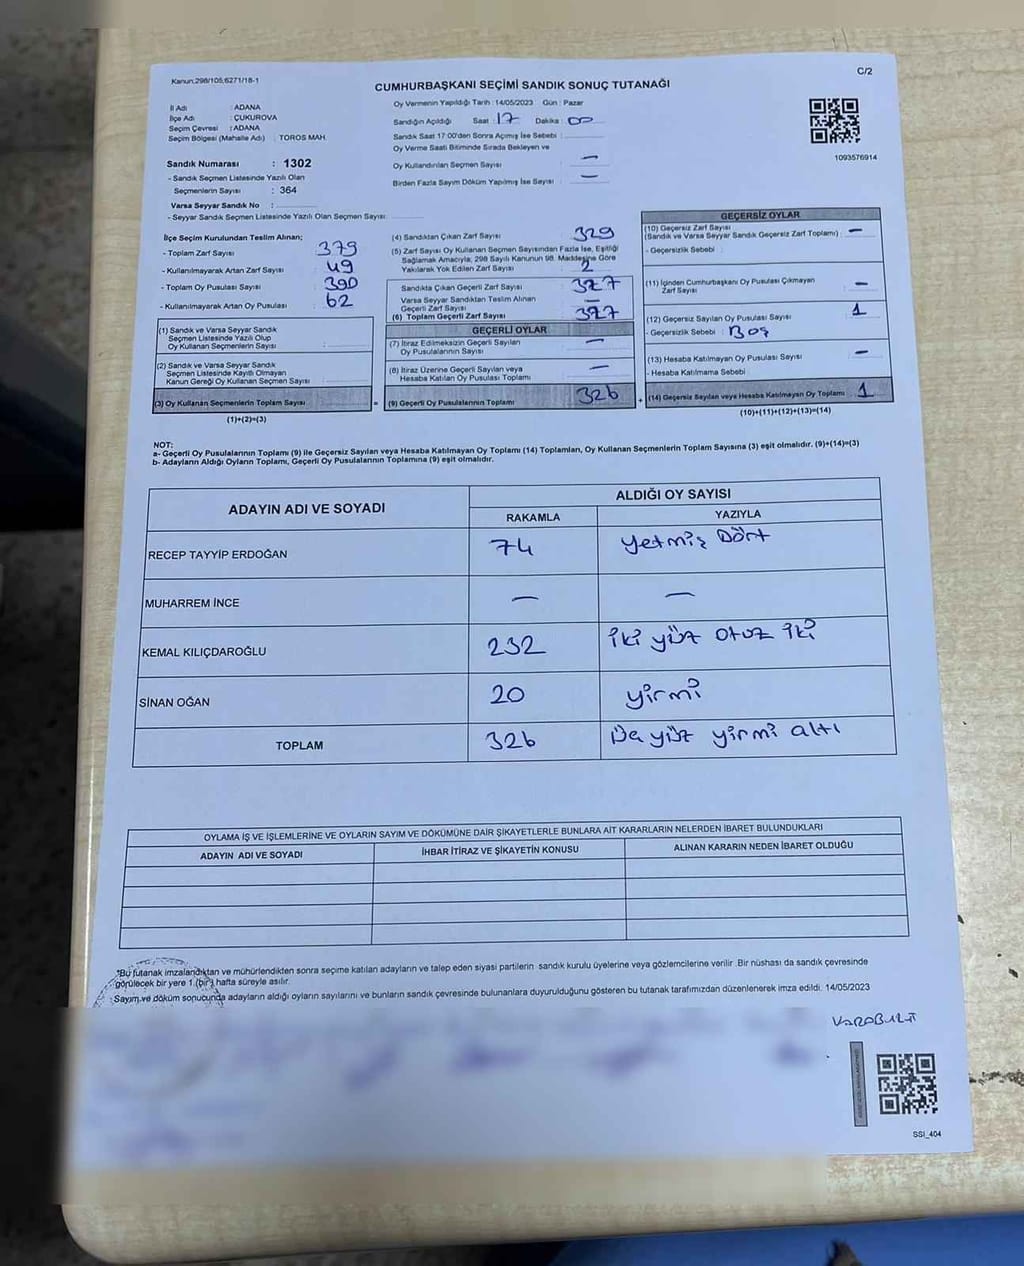 Kanun:298/105;6271/18-1
C/2
CUMHURBAŞKANI SEÇİMİ SANDIK SONUÇ TUTANAĞI
İl Adı : ADANA
İlçe Adı : ÇUKUROVA
Seçim Çevresi : ADANA
Seçim Bölgesi (Mahalle Adı) : TOROS MAH.
Sandık Numarası : 1302
- Sandık Seçmen Listesinde Yazılı Olan
Seçmenlerin Sayısı : 364
Varsa Seyyar Sandık No :
- Seyyar Sandık Seçmen Listesinde Yazılı Olan Seçmen Sayısı:
Oy Vermenin Yapıldığı Tarih :14/05/2023 Gün : Pazar
Sandığın Açıldığı Saat : 17 Dakika : 00
Sandık Saat 17:00'den Sonra Açımış İse Sebebi :
Oy Verme Saati Bitiminde Sırada Bekleyen ve
Oy Kullandırılan Seçmen Sayısı : —
Birden Fazla Sayım Döküm Yapılmış İse Sayısı : —
1093576914
İlçe Seçim Kurulundan Teslim Alınan;
- Toplam Zarf Sayısı : 379
- Kullanılmayarak Artan Zarf Sayısı : 49
- Toplam Oy Pusulası Sayısı : 390
- Kullanılmayarak Artan Oy Pusulası : 62
(1) Sandık ve Varsa Seyyar Sandık
Seçmen Listesinde Yazılı Olup
Oy Kullanan Seçmenlerin Sayısı :
(2) Sandık ve Varsa Seyyar Sandık
Seçmen Listesinde Kayıtlı Olmayan
Kanun Gereği Oy Kullanan Seçmen Sayısı :
(3) Oy Kullanan Seçmenlerin Toplam Sayısı =
(1)+(2)=(3)
(4) Sandıktan Çıkan Zarf Sayısı : 329
(5) Zarf Sayısı Oy Kullanan Seçmen Sayısından Fazla İse, Eşitliği
Sağlamak Amacıyla; 298 Sayılı Kanunun 98. Maddesine Göre
Yakılarak Yok Edilen Zarf Sayısı : 2
Sandıkta Çıkan Geçerli Zarf Sayısı : 327
Varsa Seyyar Sandıktan Teslim Alınan
Geçerli Zarf Sayısı : —
(6) Toplam Geçerli Zarf Sayısı : 327
GEÇERLİ OYLAR
(7) İtiraz Edilmeksizin Geçerli Sayılan
Oy Pusulalarının Sayısı : —
(8) İtiraz Üzerine Geçerli Sayılan veya
Hesaba Katılan Oy Pusulası Toplamı : —
(9) Geçerli Oy Pusulalarının Toplamı 326 +
GEÇERSİZ OYLAR
(10) Geçersiz Zarf Sayısı
(Sandık ve Varsa Seyyar Sandık Geçersiz Zarf Toplamı) : —
- Geçersizlik Sebebi :
(11) İçinden Cumhurbaşkanı Oy Pusulası Çıkmayan
Zarf Sayısı : —
(12) Geçersiz Sayılan Oy Pusulası Sayısı : 1
- Geçersizlik Sebebi : Boş
(13) Hesaba Katılmayan Oy Pusulası Sayısı : —
- Hesaba Katılmama Sebebi :
(14) Geçersiz Sayılan veya Hesaba Katılmayan Oy Toplamı : 1
(10)+(11)+(12)+(13)=(14)
NOT:
a- Geçerli Oy Pusulalarının Toplamı (9) ile Geçersiz Sayılan veya Hesaba Katılmayan Oy Toplamı (14) Toplamları, Oy Kullanan Seçmenlerin Toplam Sayısına (3) eşit olmalıdır. (9)+(14)=(3)
b- Adayların Aldığı Oyların Toplamı, Geçerli Oy Pusulalarının Toplamına (9) eşit olmalıdır.
ADAYIN ADI VE SOYADI ALDIĞI OY SAYISI
RAKAMLA YAZIYLA
RECEP TAYYİP ERDOĞAN 74 Yetmiş Dört
MUHARREM İNCE — —
KEMAL KILIÇDAROĞLU 232 iki yüz otuz iki
SİNAN OĞAN 20 yirmi
TOPLAM 326 Üç yüz yirmi altı
OYLAMA İŞ VE İŞLEMLERİNE VE OYLARIN SAYIM VE DÖKÜMÜNE DAİR ŞİKAYETLERLE BUNLARA AİT KARARLARIN NELERDEN İBARET BULUNDUKLARI
ADAYIN ADI VE SOYADI İHBAR İTİRAZ VE ŞİKAYETİN KONUSU ALINAN KARARIN NEDEN İBARET OLDUĞU
*Bu tutanak imzalandıktan ve mühürlendikten sonra seçime katılan adayların ve talep eden siyasi partilerin sandık kurulu üyelerine veya gözlemcilerine verilir .Bir nüshası da sandık çevresinde
görülecek bir yere 1 (bir) hafta süreyle asılır.
Sayım ve döküm sonucunda adayların aldığı oyların sayılarını ve bunların sandık çevresinde bulunanlara duyurulduğunu gösteren bu tutanak tarafımızdan düzenlenerek imza edildi. 14/05/2023
SSI_404